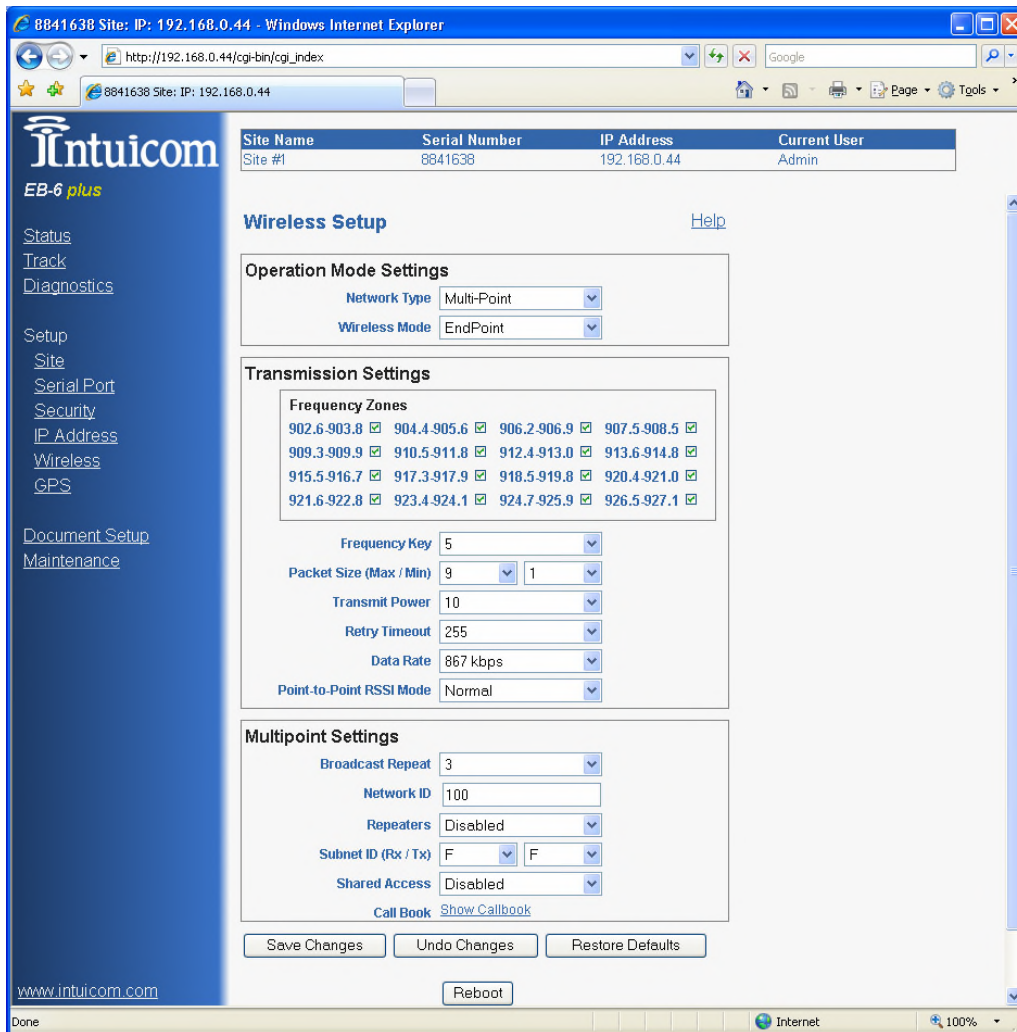 8841638 Site: IP: 192.168.0.44 - Windows Internet Explorer
http://192.168.0.44/cgi-bin/cgi_index
Google
8841638 Site: IP: 192.168.0.44
Page
Tools
Intuicom
EB-6 plus
Status
Track
Diagnostics
Setup
Site
Serial Port
Security
IP Address
Wireless
GPS
Document Setup
Maintenance
www.intuicom.com
Site Name Serial Number IP Address Current User
Site #1 8841638 192.168.0.44 Admin
Wireless Setup Help
Operation Mode Settings
Network Type Multi-Point
Wireless Mode EndPoint
Transmission Settings
Frequency Zones
902.6-903.8 904.4-905.6 906.2-906.9 907.5-908.5
909.3-909.9 910.5-911.8 912.4-913.0 913.6-914.8
915.5-916.7 917.3-917.9 918.5-919.8 920.4-921.0
921.6-922.8 923.4-924.1 924.7-925.9 926.5-927.1
Frequency Key 5
Packet Size (Max / Min) 9 1
Transmit Power 10
Retry Timeout 255
Data Rate 867 kbps
Point-to-Point RSSI Mode Normal
Multipoint Settings
Broadcast Repeat 3
Network ID 100
Repeaters Disabled
Subnet ID (Rx / Tx) F F
Shared Access Disabled
Call Book Show Callbook
Save Changes Undo Changes Restore Defaults
Reboot
Done Internet 100%